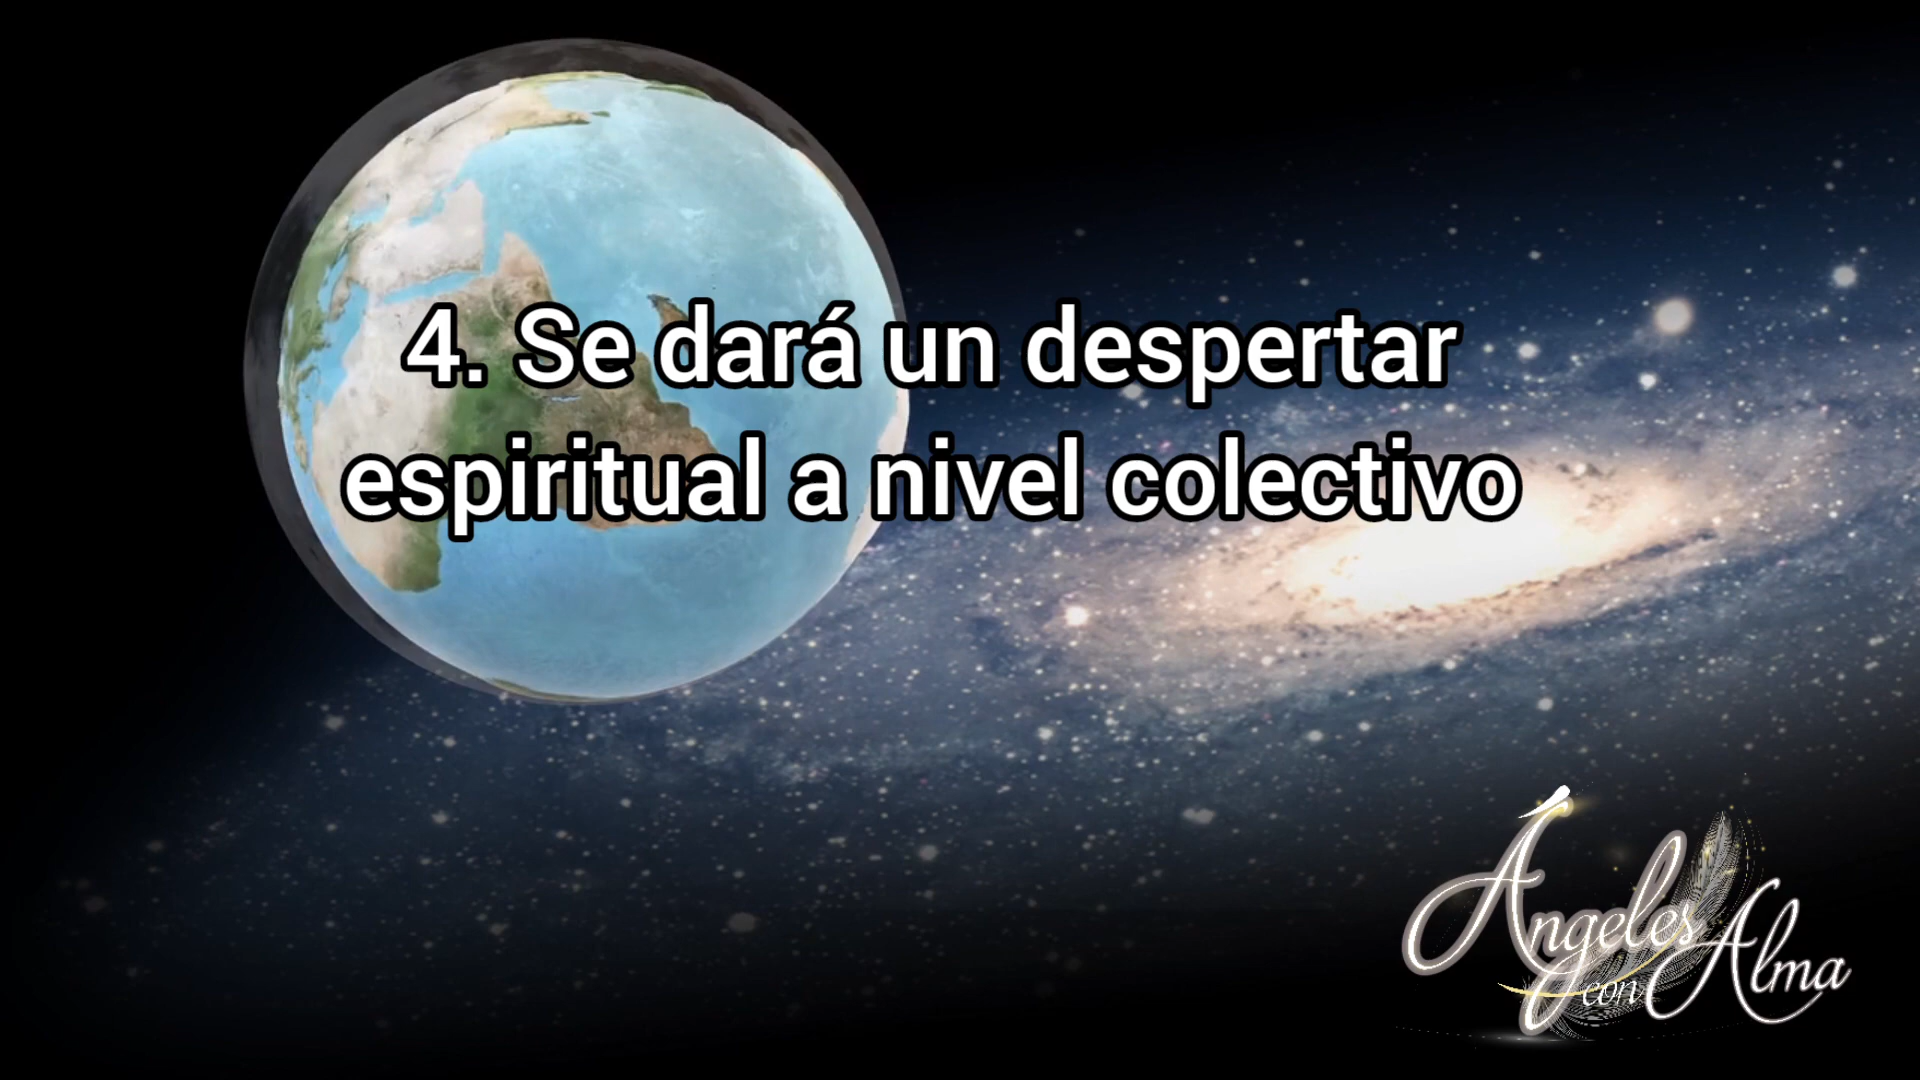 4. Se dará un despertar
espiritual a nivel colectivo
Ángeles
con Alma